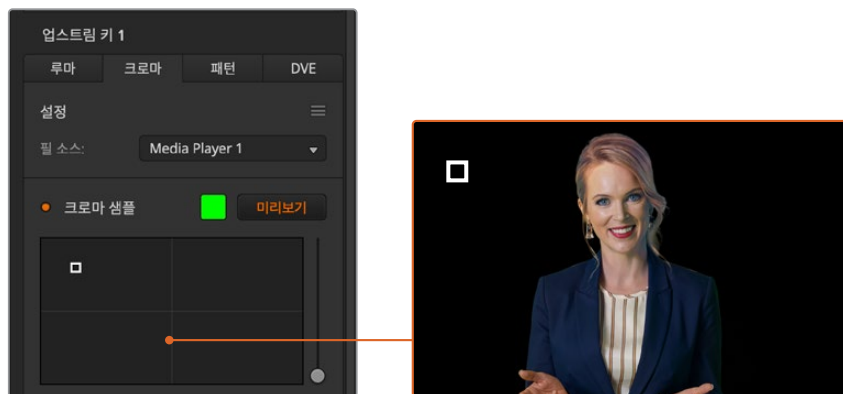 업스트림 키 1
루마 크로마 패턴 DVE
설정
필 소스: Media Player 1
크로마 샘플 미리보기